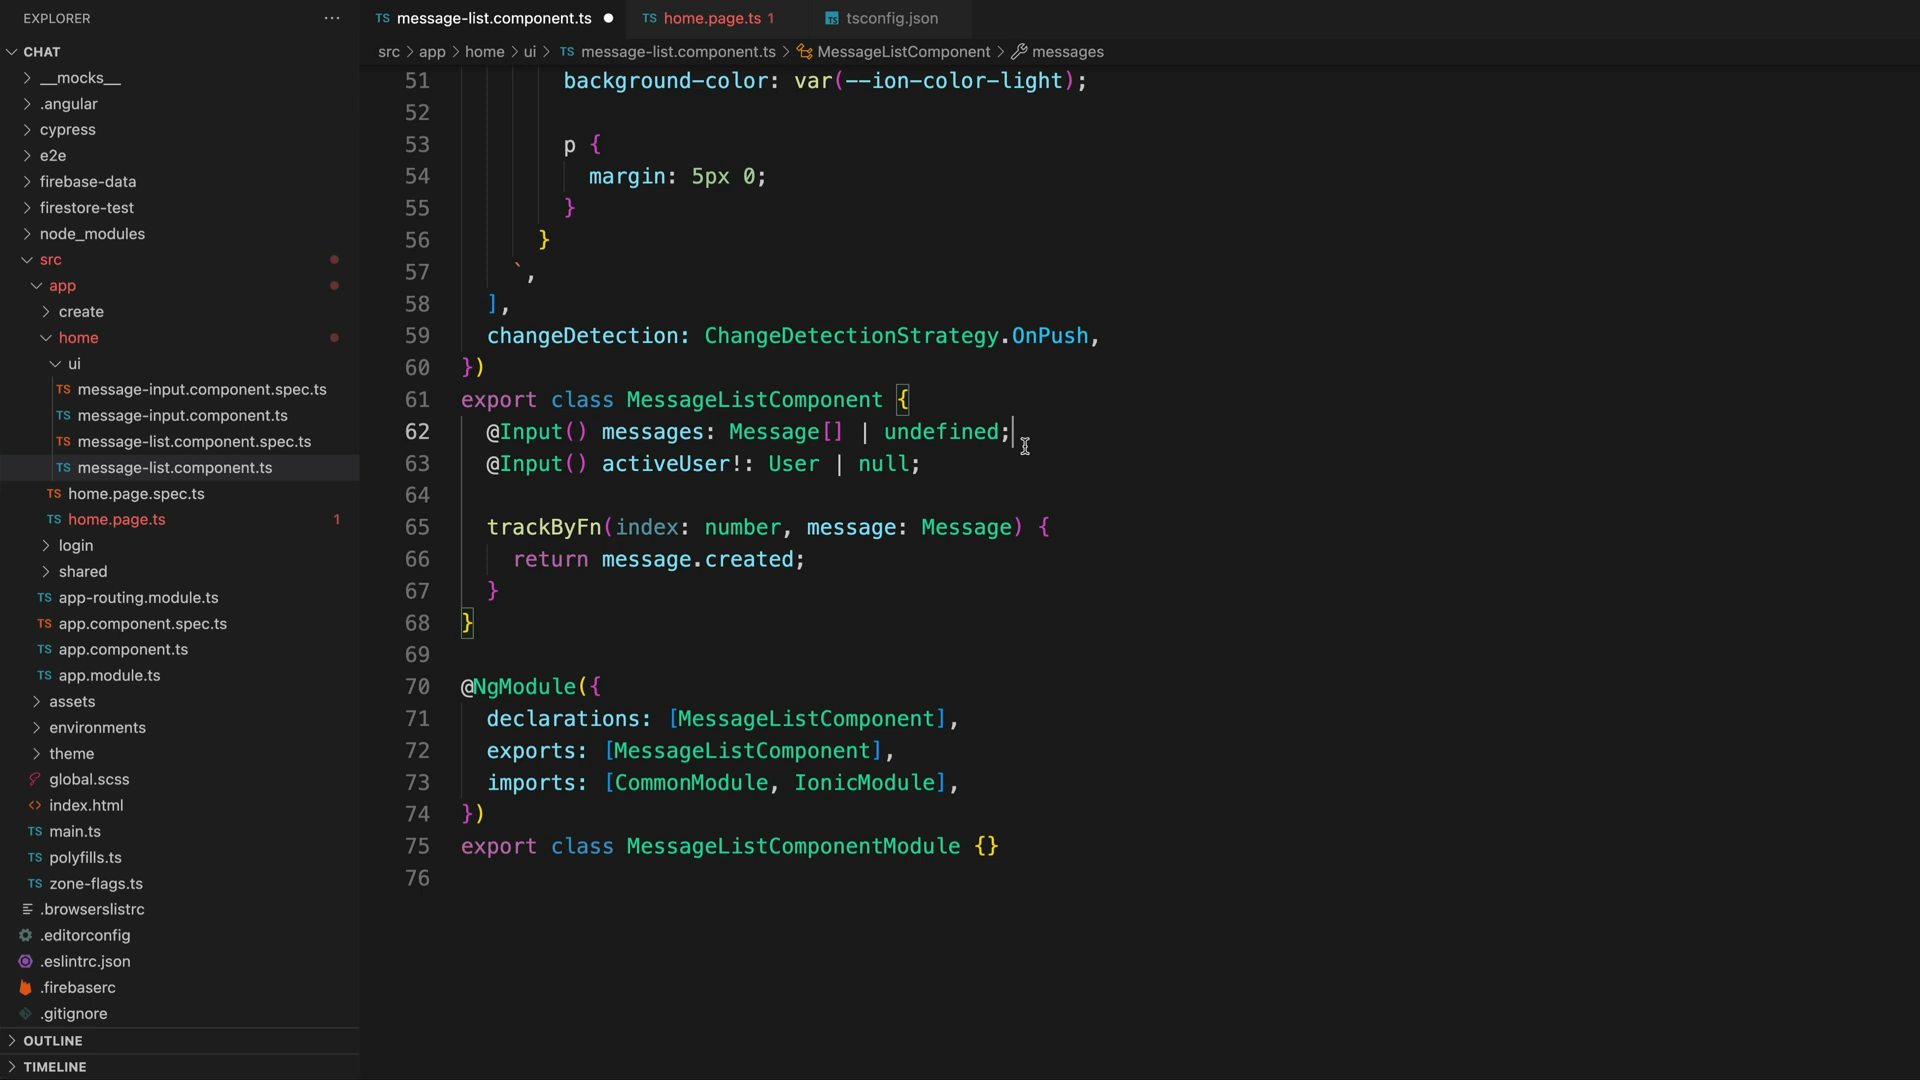 EXPLORER
CHAT
__mocks__
.angular
cypress
e2e
firebase-data
firestore-test
node_modules
src
app
create
home
ui
TS message-input.component.spec.ts
TS message-input.component.ts
TS message-list.component.spec.ts
TS message-list.component.ts
TS home.page.spec.ts
TS home.page.ts 1
login
shared
TS app-routing.module.ts
TS app.component.spec.ts
TS app.component.ts
TS app.module.ts
assets
environments
theme
global.scss
index.html
TS main.ts
TS polyfills.ts
TS zone-flags.ts
.browserslistrc
.editorconfig
.eslintrc.json
.firebaserc
.gitignore
OUTLINE
TIMELINE
TS message-list.component.ts
TS home.page.ts 1
TS tsconfig.json
src > app > home > ui > TS message-list.component.ts > MessageListComponent > messages
51 background-color: var(--ion-color-light);
52
53 p {
54 margin: 5px 0;
55 }
56 }
57 `,
58 ],
59 changeDetection: ChangeDetectionStrategy.OnPush,
60 })
61 export class MessageListComponent {
62 @Input() messages: Message[] | undefined;
63 @Input() activeUser!: User | null;
64
65 trackByFn(index: number, message: Message) {
66 return message.created;
67 }
68 }
69
70 @NgModule({
71 declarations: [MessageListComponent],
72 exports: [MessageListComponent],
73 imports: [CommonModule, IonicModule],
74 })
75 export class MessageListComponentModule {}
76